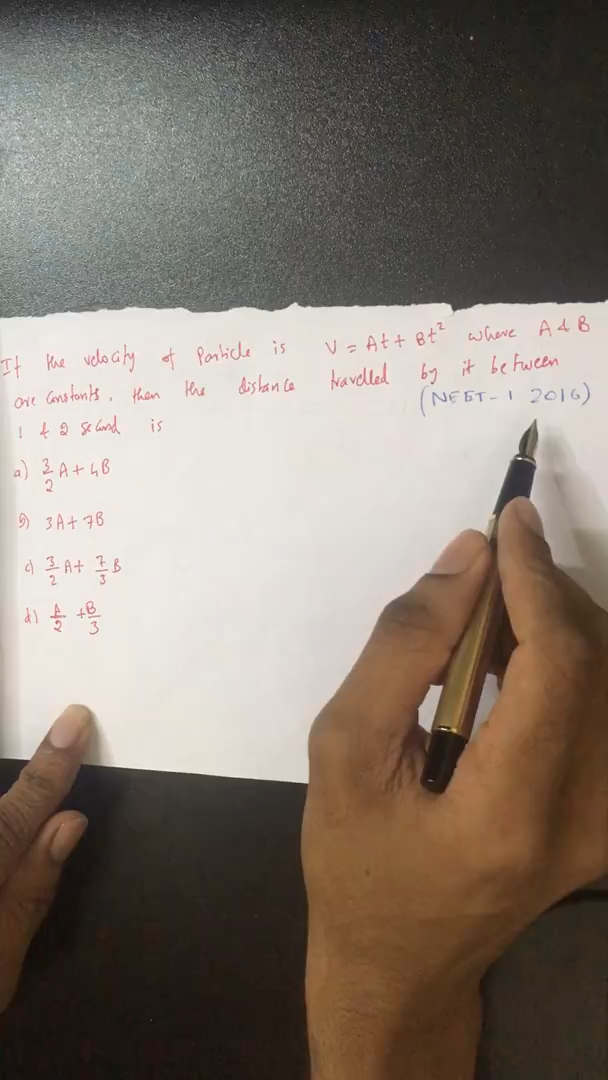 If the velocity of Particle is V = At + Bt² where A & B
are Constants, then the distance travelled by it between
1 & 2 second is (NEET-1 2016)
a) 3/2 A + 4B
b) 3A + 7B
c) 3/2 A + 7/3 B
d) A/2 + B/3